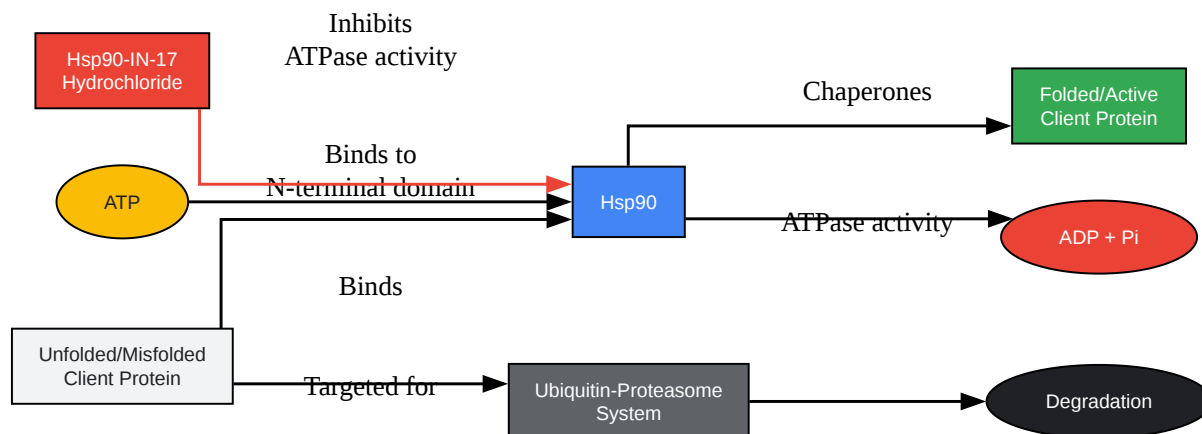 Inhibits
ATPase activity
Hsp90-IN-17
Hydrochloride
Chaperones
Folded/Active
Client Protein
Binds to
N-terminal domain
ATP
Hsp90
ATPase activity
ADP + Pi
Binds
Unfolded/Misfolded
Client Protein
Targeted for
Ubiquitin-Proteasome
System
Degradation